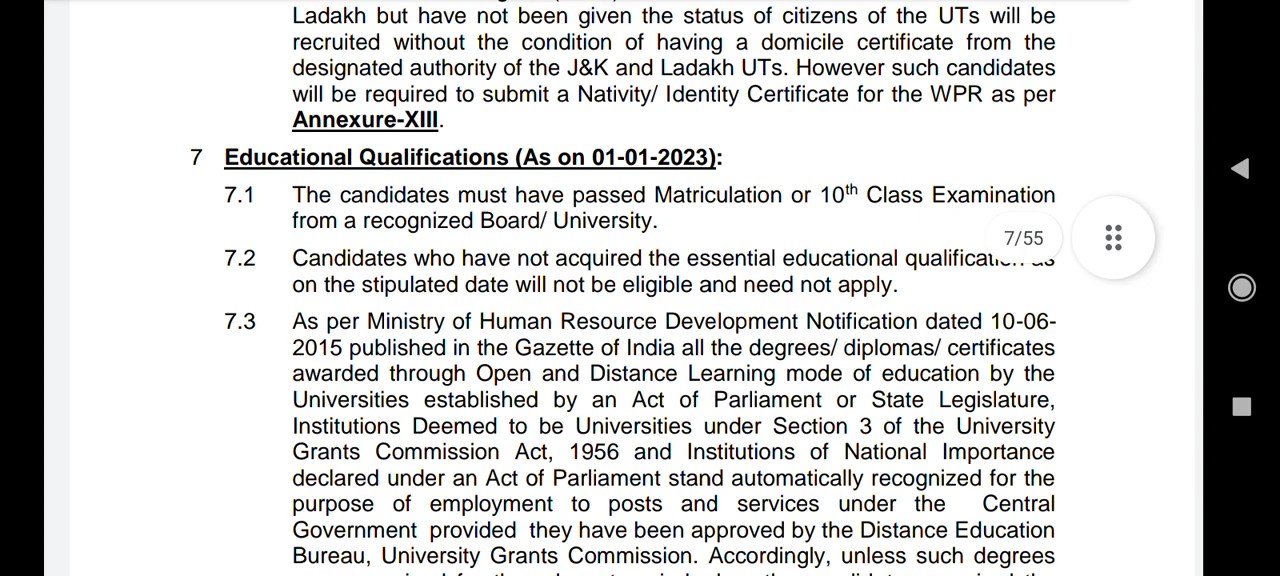 Ladakh but have not been given the status of citizens of the UTs will be
recruited without the condition of having a domicile certificate from the
designated authority of the J&K and Ladakh UTs. However such candidates
will be required to submit a Nativity/ Identity Certificate for the WPR as per
Annexure-XIII.
7 Educational Qualifications (As on 01-01-2023):
7.1 The candidates must have passed Matriculation or 10th Class Examination
from a recognized Board/ University.
7/55
7.2 Candidates who have not acquired the essential educational as
on the stipulated date will not be eligible and need not apply.
7.3 As per Ministry of Human Resource Development Notification dated 10-06-
2015 published in the Gazette of India all the degrees/ diplomas/ certificates
awarded through Open and Distance Learning mode of education by the
Universities established by an Act of Parliament or State Legislature,
Institutions Deemed to be Universities under Section 3 of the University
Grants Commission Act, 1956 and Institutions of National Importance
declared under an Act of Parliament stand automatically recognized for the
purpose of employment to posts and services under the Central
Government provided they have been approved by the Distance Education
Bureau, University Grants Commission. Accordingly, unless such degrees